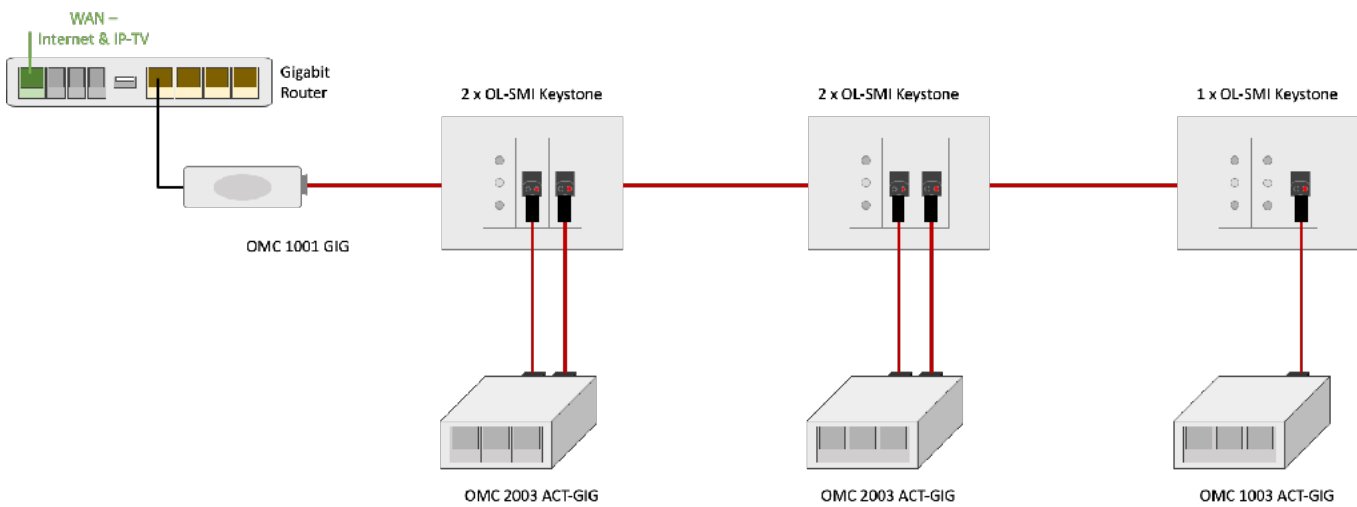 WAN –
Internet & IP-TV
Gigabit
Router
2 x OL-SMI Keystone
2 x OL-SMI Keystone
1 x OL-SMI Keystone
OMC 1001 GIG
OMC 2003 ACT-GIG
OMC 2003 ACT-GIG
OMC 1003 ACT-GIG